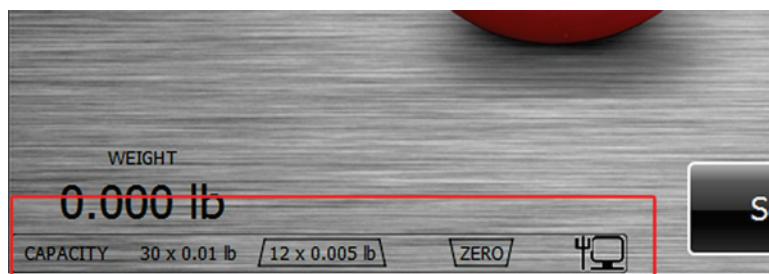 WEIGHT
0.000 lb
S
CAPACITY 30 x 0.01 lb 12 x 0.005 lb ZERO